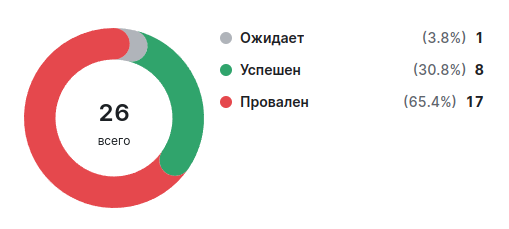 26
всего
Ожидает (3.8%) 1
Успешен (30.8%) 8
Провален (65.4%) 17